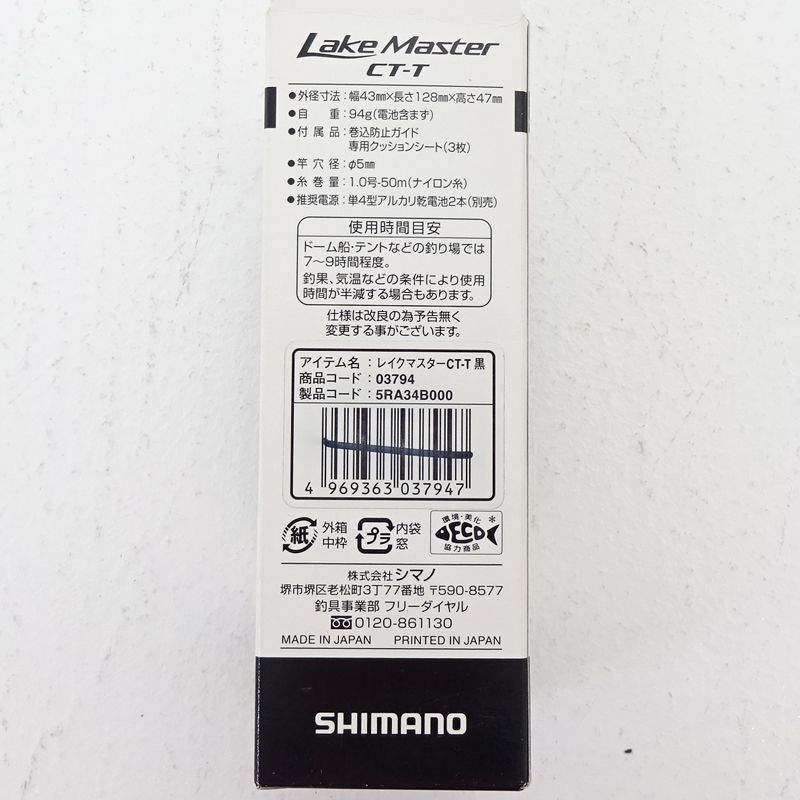 Lake Master
CT-T
●外径寸法：幅43mm×長さ128mm×高さ47mm
●自　重：94g(電池含まず)
●付属品：巻込防止ガイド
専用クッションシート(3枚)
●竿穴径：φ5mm
●糸巻量：1.0号-50m(ナイロン糸)
●推奨電源：単4型アルカリ乾電池2本(別売)
使用時間目安
ドーム船・テントなどの釣り場では
7〜9時間程度。
釣果、気温などの条件により使用
時間が半減する場合もあります。
仕様は改良の為予告無く
変更する事がございます。
アイテム名：レイクマスターCT-T 黒
商品コード：03794
製品コード：5RA34B000
4 969363 037947
紙 外箱 中枠 プラ 内袋 窓 環境・美化 ECO 協力商品
株式会社シマノ
堺市堺区老松町3丁77番地 〒590-8577
釣具事業部 フリーダイヤル
0120-861130
MADE IN JAPAN PRINTED IN JAPAN
SHIMANO